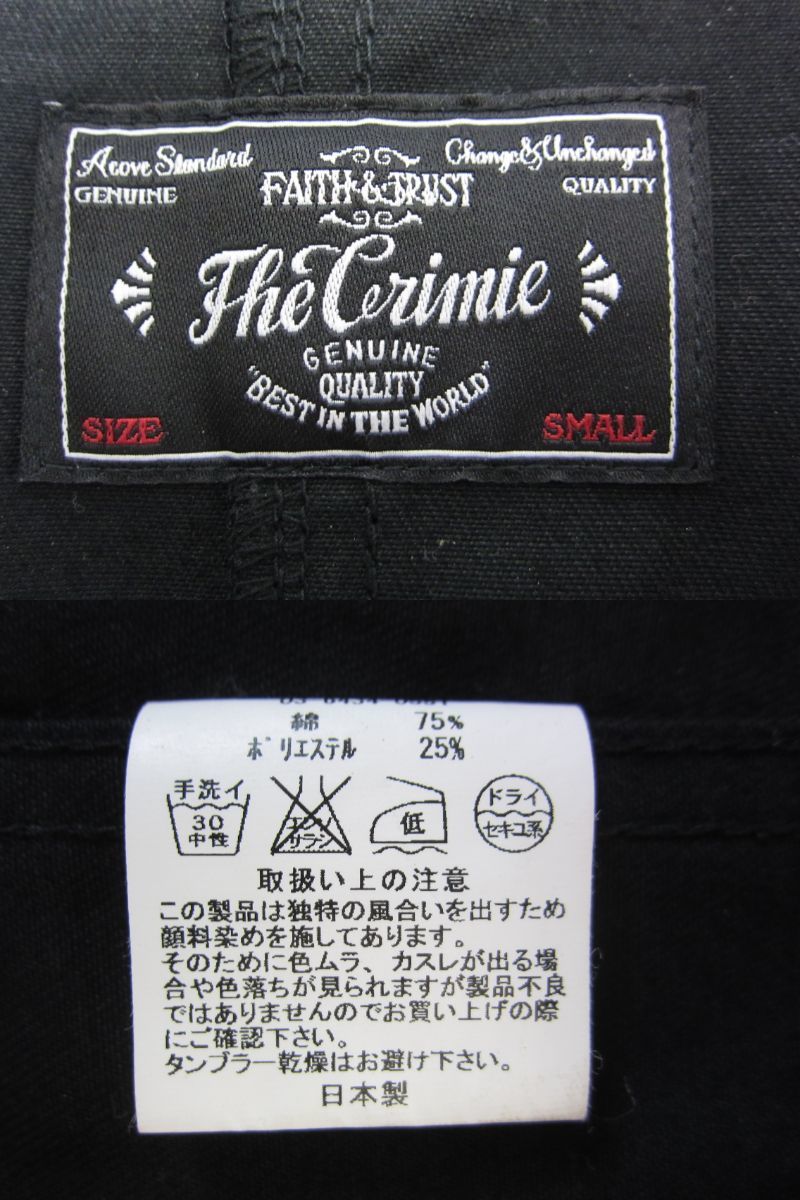 Acove Standard
GENUINE
FAITH & TRUST
Change & Unchanged
QUALITY
The Crimie
GENUINE
QUALITY
"BEST IN THE WORLD"
SIZE
SMALL
綿 75%
ポリエステル 25%
手洗イ
30
中性
エンソ
サラシ
低
ドライ
セキユ系
取扱い上の注意
この製品は独特の風合いを出すため
顔料染めを施してあります。
そのために色ムラ、カスレが出る場
合や色落ちが見られますが製品不良
ではありませんのでお買い上げの際
にご確認下さい。
タンブラー乾燥はお避け下さい。
日本製